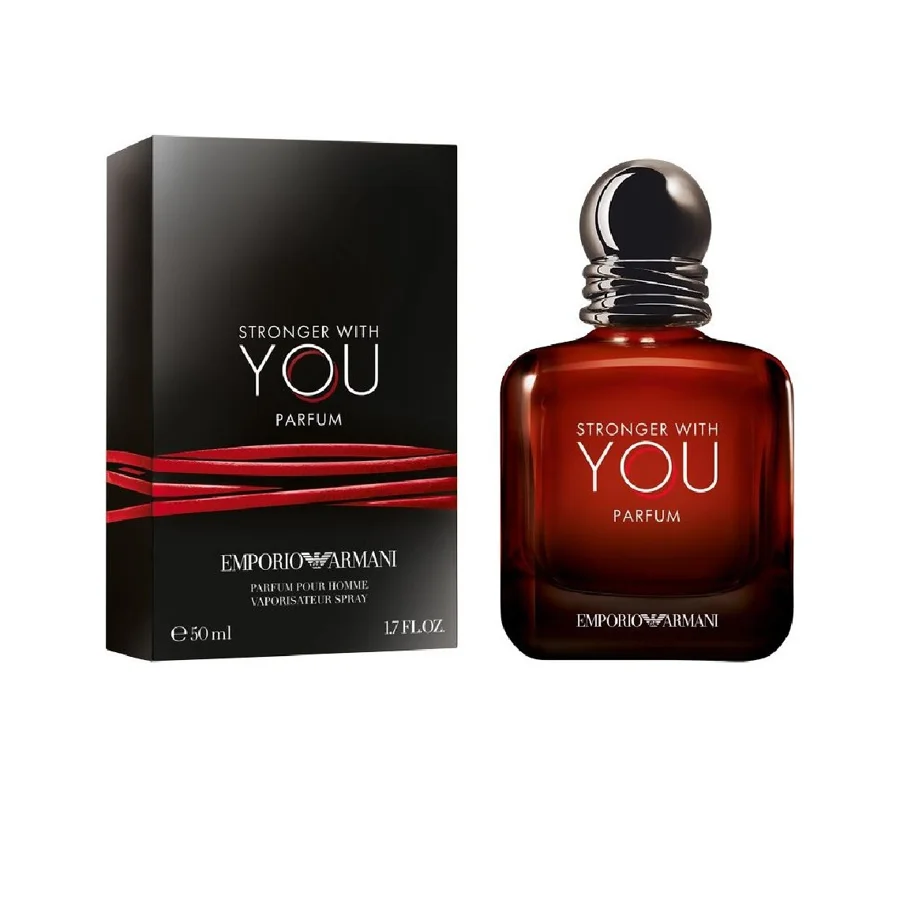 STRONGER WITH
YOU
PARFUM
EMPORIO ARMANI
PARFUM POUR HOMME
VAPORISATEUR SPRAY
℮ 50 ml 1.7 FL.OZ.
STRONGER WITH
YOU
PARFUM
EMPORIO ARMANI